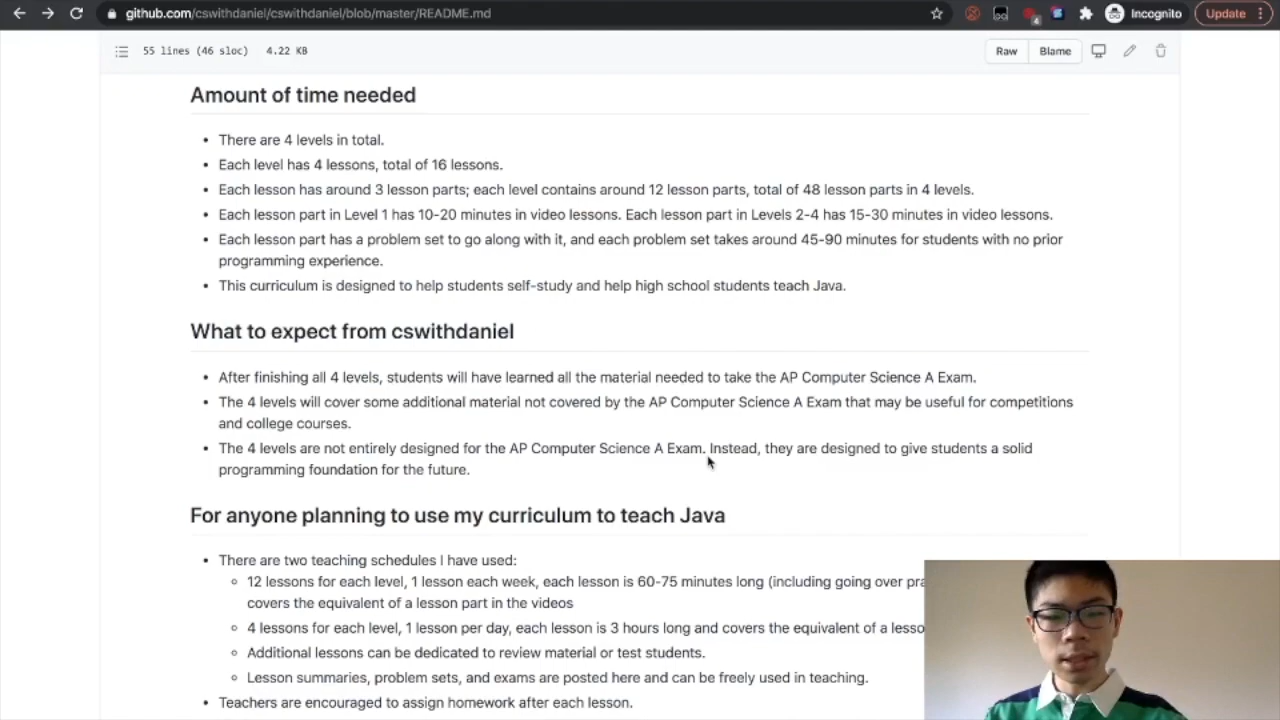 github.com/cswithdaniel/cswithdaniel/blob/master/README.md
Incognito
Update
55 lines (46 sloc) 4.22 KB
Raw
Blame
Amount of time needed
There are 4 levels in total.
Each level has 4 lessons, total of 16 lessons.
Each lesson has around 3 lesson parts; each level contains around 12 lesson parts, total of 48 lesson parts in 4 levels.
Each lesson part in Level 1 has 10-20 minutes in video lessons. Each lesson part in Levels 2-4 has 15-30 minutes in video lessons.
Each lesson part has a problem set to go along with it, and each problem set takes around 45-90 minutes for students with no prior
programming experience.
This curriculum is designed to help students self-study and help high school students teach Java.
What to expect from cswithdaniel
After finishing all 4 levels, students will have learned all the material needed to take the AP Computer Science A Exam.
The 4 levels will cover some additional material not covered by the AP Computer Science A Exam that may be useful for competitions
and college courses.
The 4 levels are not entirely designed for the AP Computer Science A Exam. Instead, they are designed to give students a solid
programming foundation for the future.
For anyone planning to use my curriculum to teach Java
There are two teaching schedules I have used:
12 lessons for each level, 1 lesson each week, each lesson is 60-75 minutes long (including going over
covers the equivalent of a lesson part in the videos
4 lessons for each level, 1 lesson per day, each lesson is 3 hours long and covers the equivalent of a
Additional lessons can be dedicated to review material or test students.
Lesson summaries, problem sets, and exams are posted here and can be freely used in teaching.
Teachers are encouraged to assign homework after each lesson.